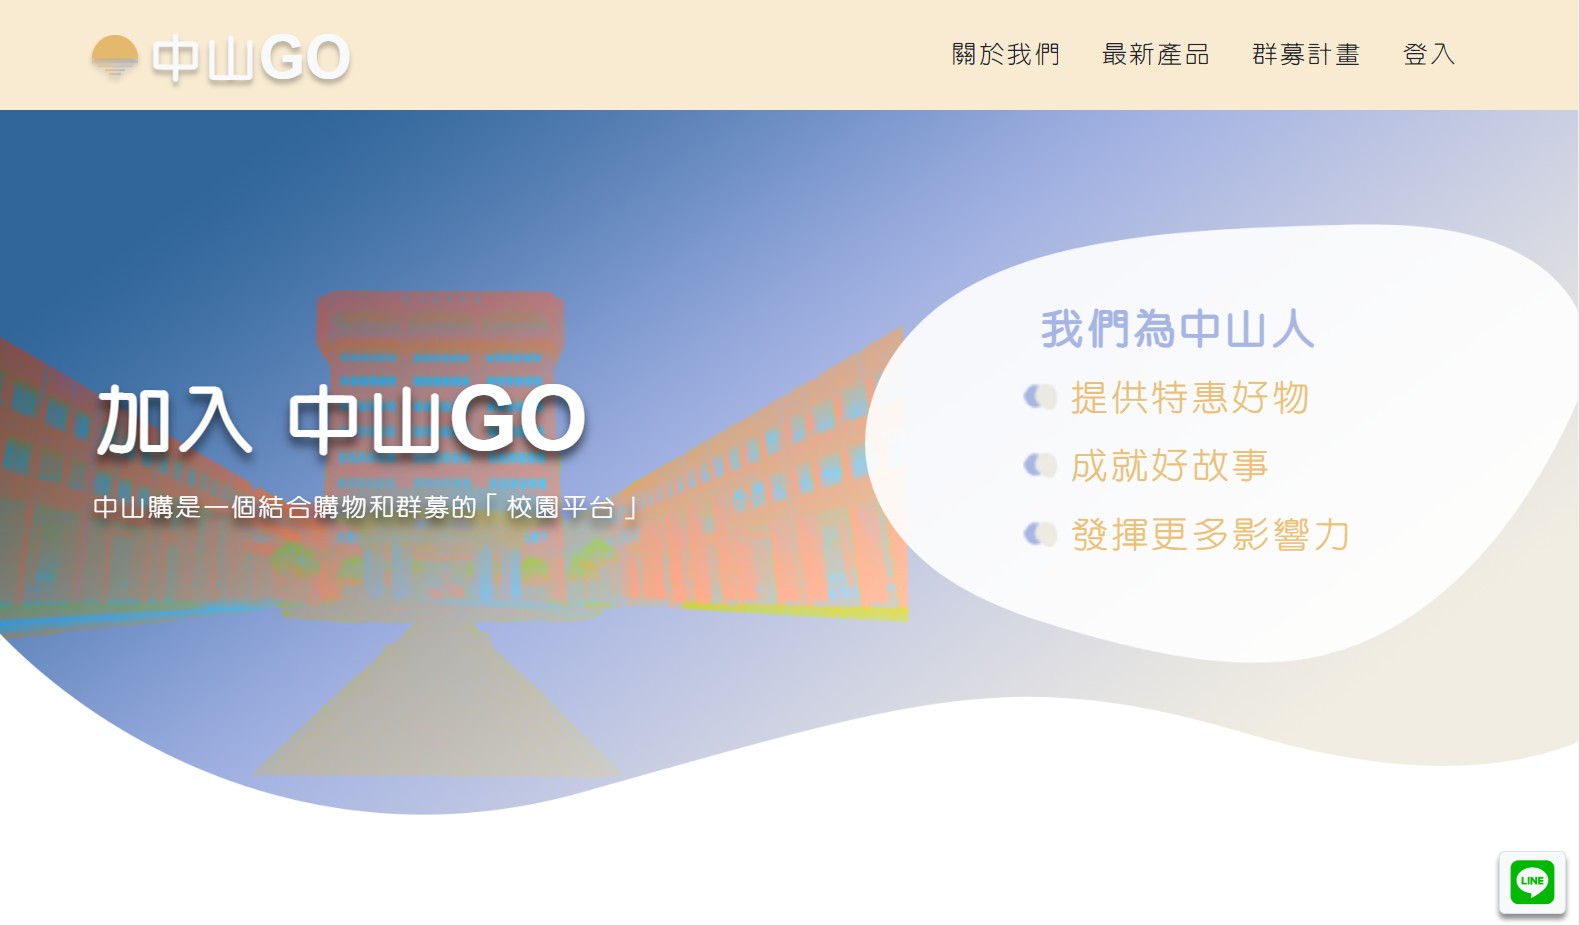 中山GO
關於我們 最新產品 群募計畫 登入
我們為中山人
提供特惠好物
加入 中山GO
成就好故事
中山購是一個結合購物和群募的「 校園平台 」
發揮更多影響力
LINE